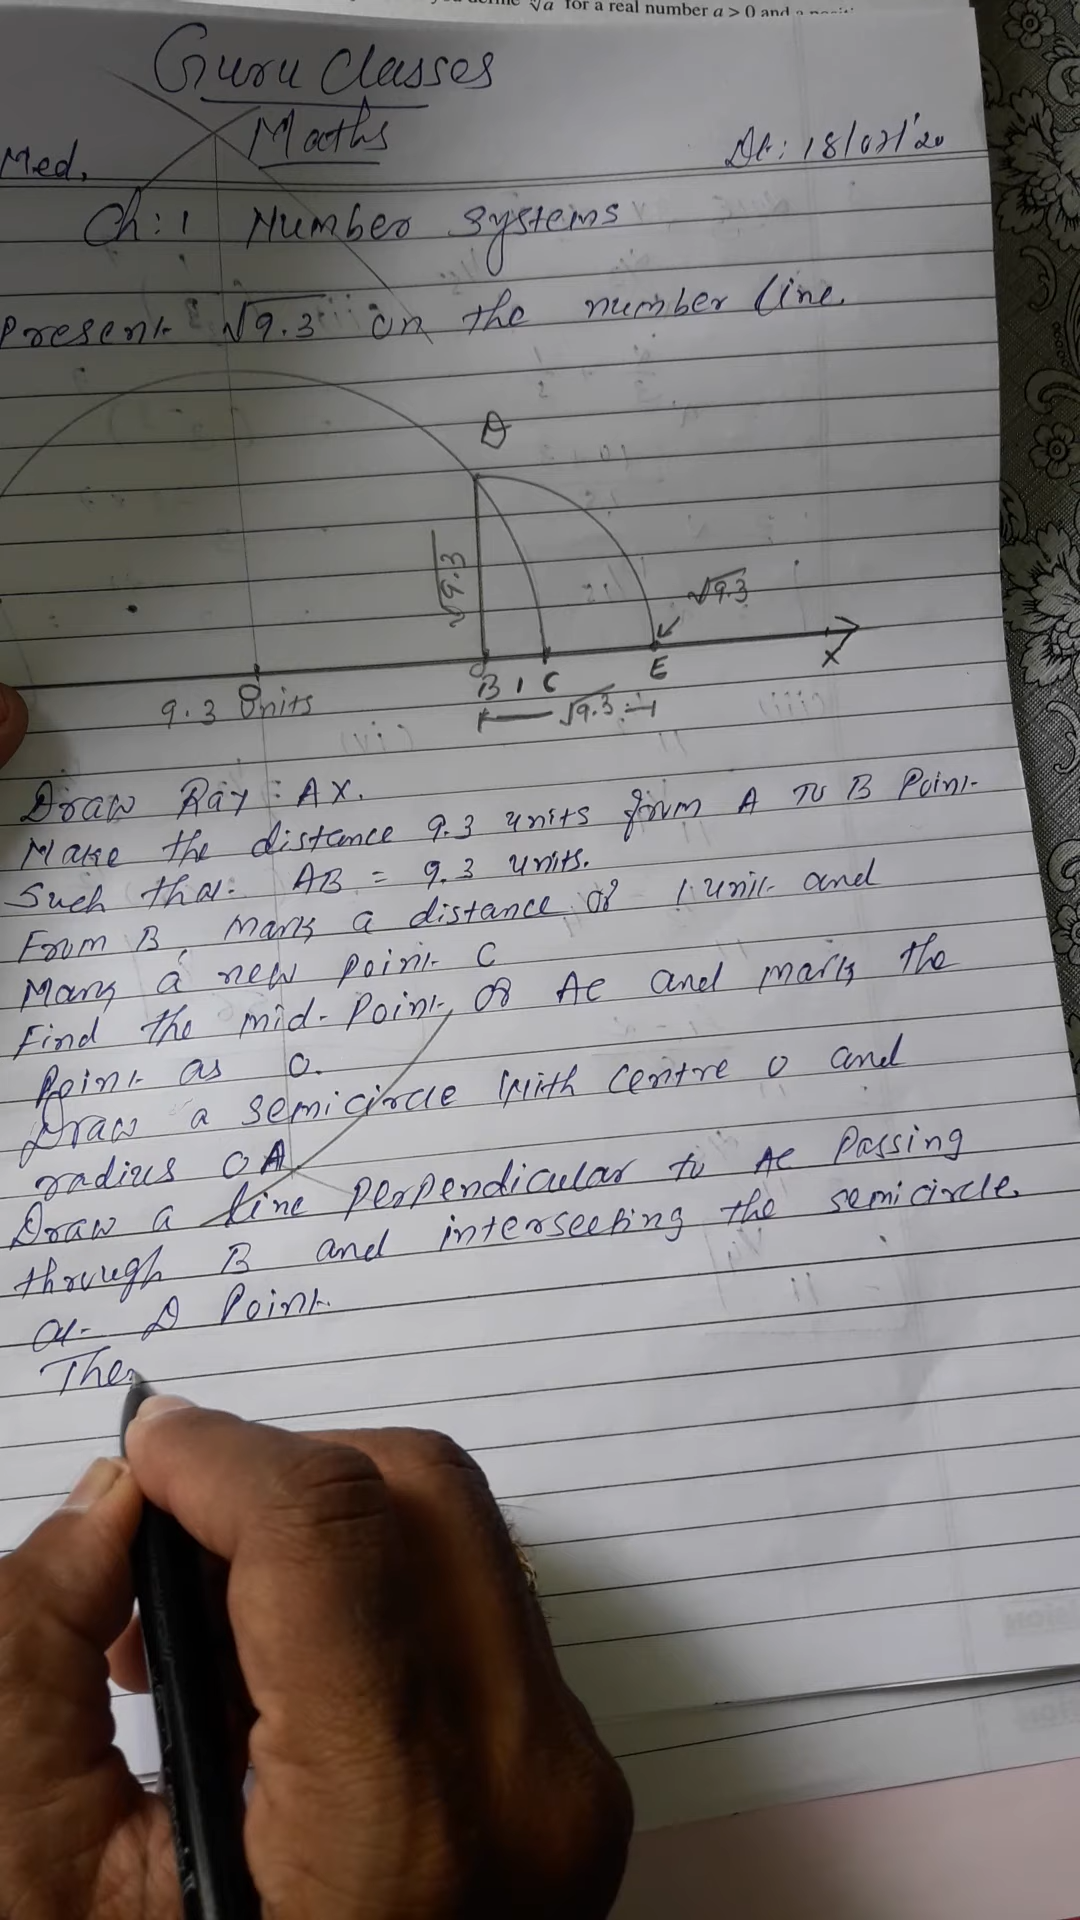 √a for a real number a > 0 and
Guru Classes
Maths
Med.
Dt: 18/07/'20
Ch: 1 Number Systems
present √9.3 on the number line.
D
√9.3
√9.3
B 1 C
E
X
9.3 Units
√9.3
Draw Ray : AX.
Make the distance 9.3 units from A to B Point
Such that AB = 9.3 units.
From B, mark a distance of 1 unit and
Mark a new point C
Find the mid-point of AC and mark the
Point as O.
Draw a semicircle with centre O and
radius OA
Draw a line perpendicular to AC Passing
through B and intersecting the semicircle.
at D Point.
The